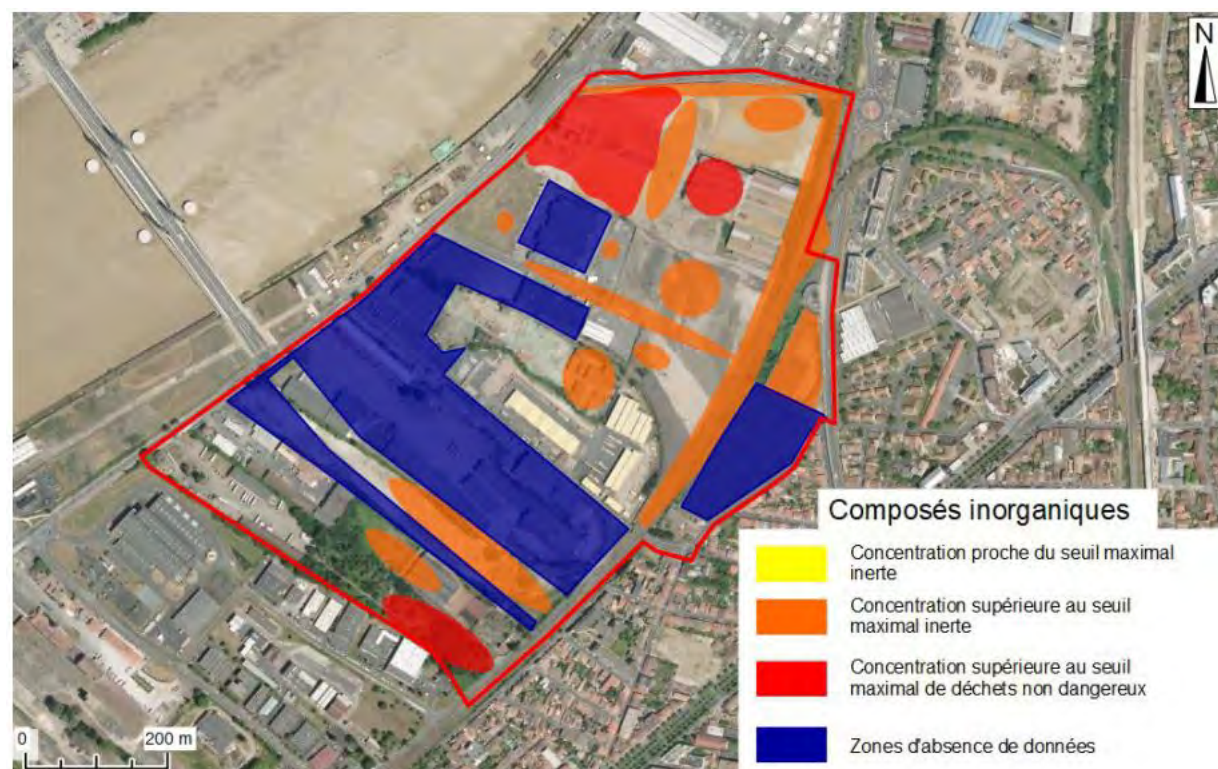 N
Composés inorganiques
Concentration proche du seuil maximal
inerte
Concentration supérieure au seuil
maximal inerte
Concentration supérieure au seuil
maximal de déchets non dangereux
Zones d'absence de données
0 200 m